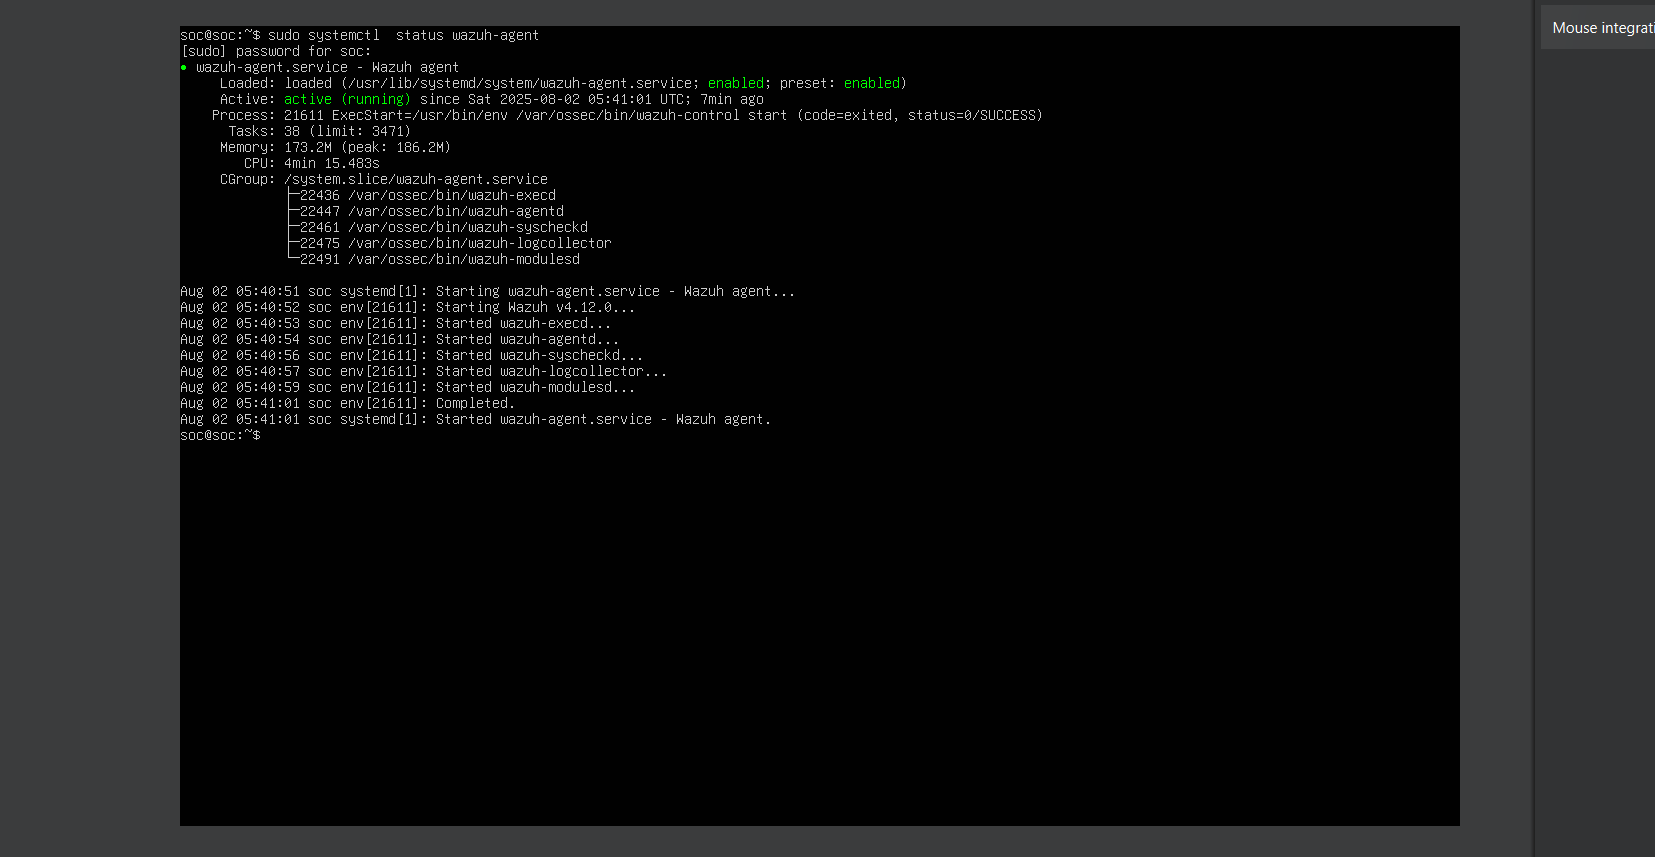 soc@soc:~$ sudo systemctl  status wazuh-agent
[sudo] password for soc:
● wazuh-agent.service - Wazuh agent
     Loaded: loaded (/usr/lib/systemd/system/wazuh-agent.service; enabled; preset: enabled)
     Active: active (running) since Sat 2025-08-02 05:41:01 UTC; 7min ago
    Process: 21611 ExecStart=/usr/bin/env /var/ossec/bin/wazuh-control start (code=exited, status=0/SUCCESS)
      Tasks: 38 (limit: 3471)
     Memory: 173.2M (peak: 186.2M)
        CPU: 4min 15.483s
     CGroup: /system.slice/wazuh-agent.service
             ├─22436 /var/ossec/bin/wazuh-execd
             ├─22447 /var/ossec/bin/wazuh-agentd
             ├─22461 /var/ossec/bin/wazuh-syscheckd
             ├─22475 /var/ossec/bin/wazuh-logcollector
             └─22491 /var/ossec/bin/wazuh-modulesd
Aug 02 05:40:51 soc systemd[1]: Starting wazuh-agent.service - Wazuh agent...
Aug 02 05:40:52 soc env[21611]: Starting Wazuh v4.12.0...
Aug 02 05:40:53 soc env[21611]: Started wazuh-execd...
Aug 02 05:40:54 soc env[21611]: Started wazuh-agentd...
Aug 02 05:40:56 soc env[21611]: Started wazuh-syscheckd...
Aug 02 05:40:57 soc env[21611]: Started wazuh-logcollector...
Aug 02 05:40:59 soc env[21611]: Started wazuh-modulesd...
Aug 02 05:41:01 soc env[21611]: Completed.
Aug 02 05:41:01 soc systemd[1]: Started wazuh-agent.service - Wazuh agent.
soc@soc:~$
Mouse integrati